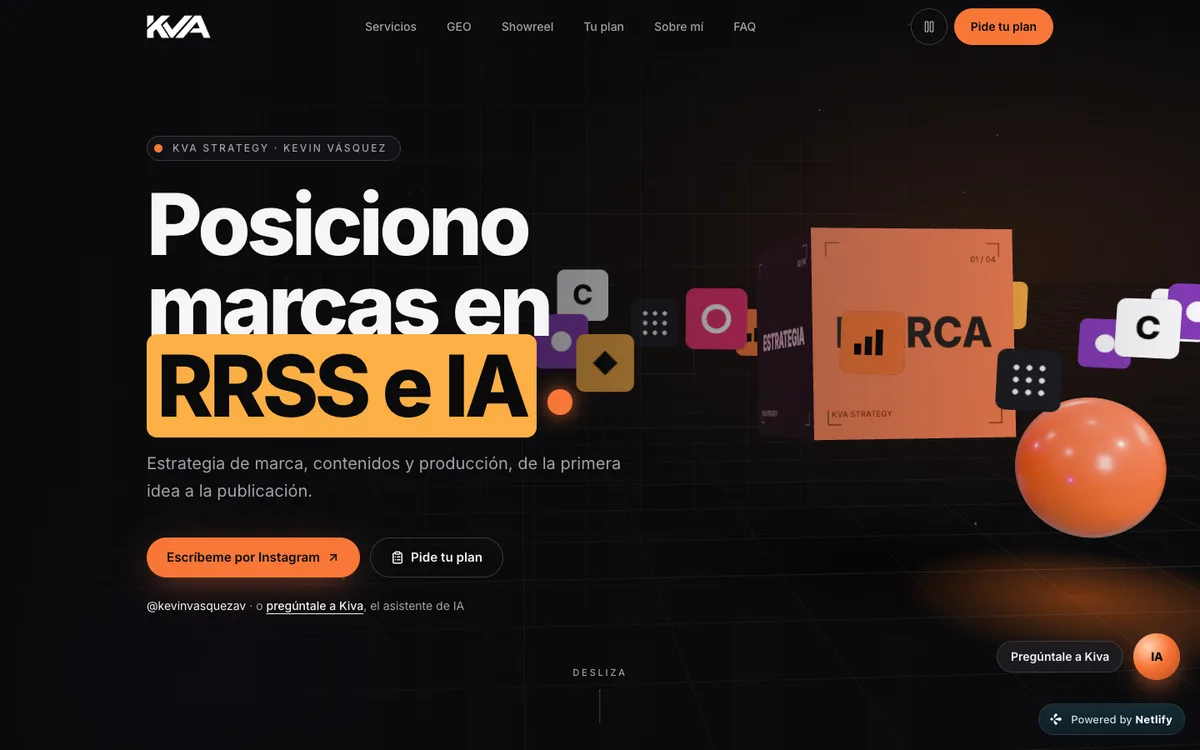 KVA
Servicios
GEO
Showreel
Tu plan
Sobre mí
FAQ
Pide tu plan
KVA STRATEGY · KEVIN VÁSQUEZ
Posiciono
marcas en
RRSS e IA
Estrategia de marca, contenidos y producción, de la primera
idea a la publicación.
Escríbeme por Instagram
Pide tu plan
@kevinvasquezav · o pregúntale a Kiva, el asistente de IA
C
ESTRATEGIA
01 / 04
RCA
KVA STRATEGY
C
DESLIZA
Pregúntale a Kiva
IA
Powered by Netlify